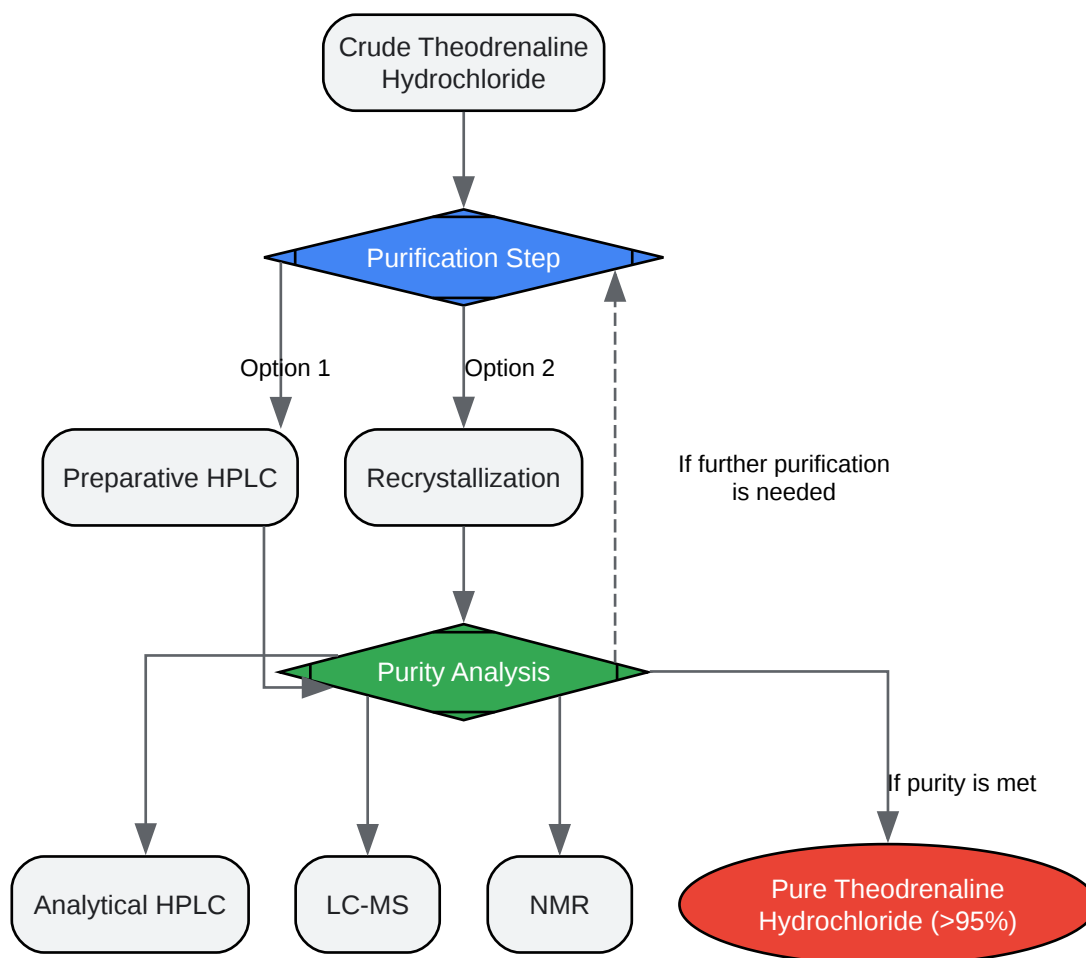 Crude Theodrenaline
Hydrochloride
Purification Step
Option 1
Option 2
Preparative HPLC
Recrystallization
If further purification
is needed
Purity Analysis
If purity is met
Analytical HPLC
LC-MS
NMR
Pure Theodrenaline
Hydrochloride (>95%)